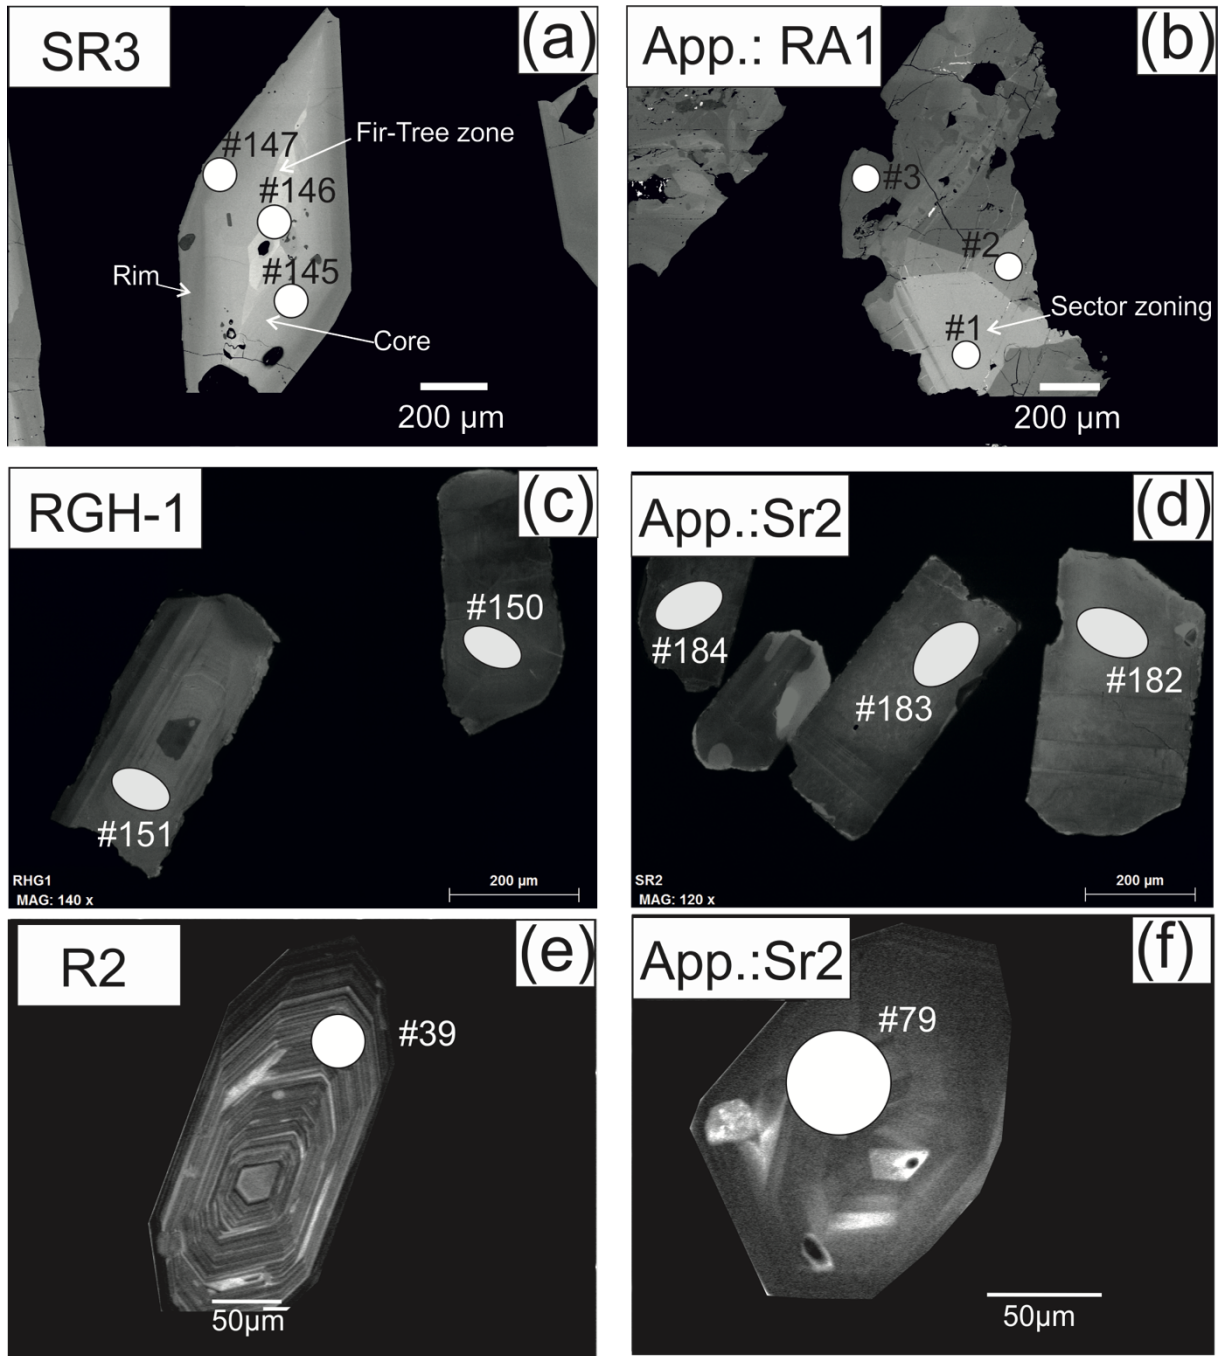 SR3
(a)
#147
Fir-Tree zone
#146
#145
Rim
Core
200 µm
App.: RA1
(b)
#3
#2
Sector zoning
#1
200 µm
RGH-1
(c)
#150
#151
RHG1
MAG: 140 x
200 µm
App.:Sr2
(d)
#184
#183
#182
SR2
MAG: 120 x
200 µm
R2
(e)
#39
50µm
App.:Sr2
(f)
#79
50µm